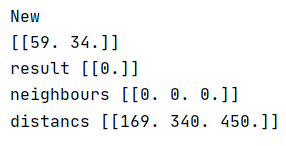 New
[[59. 34.]]
result [[0.]]
neighbours [[0. 0. 0.]]
distancs [[169. 340. 450.]]